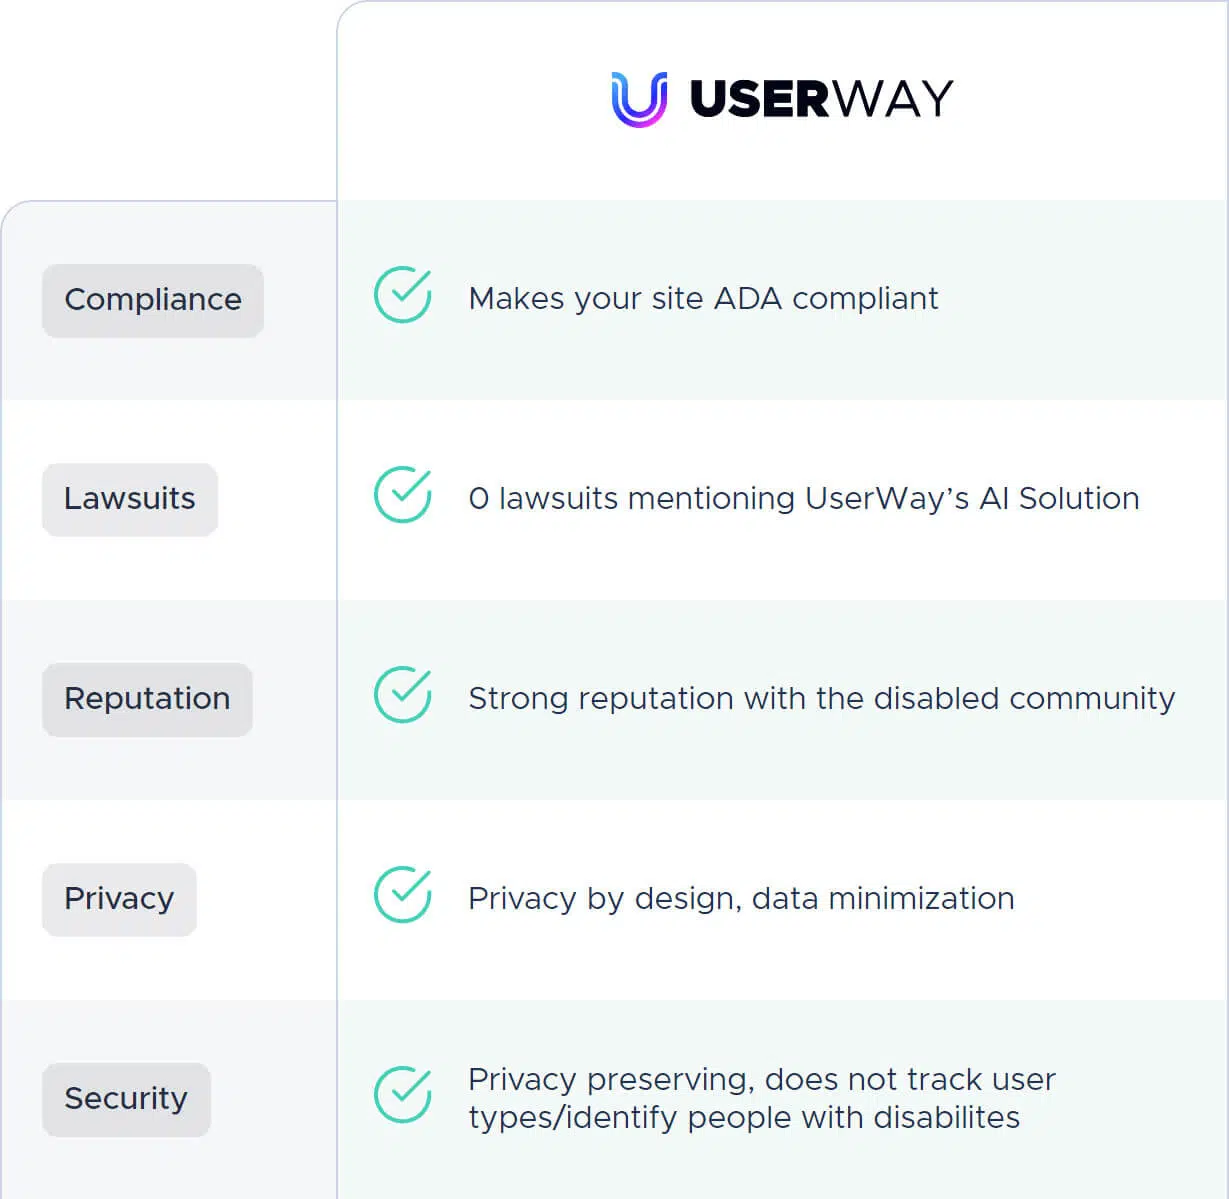 USERWAY
Compliance
Makes your site ADA compliant
Lawsuits
0 lawsuits mentioning UserWay’s AI Solution
Reputation
Strong reputation with the disabled community
Privacy
Privacy by design, data minimization
Security
Privacy preserving, does not track user
types/identify people with disabilites